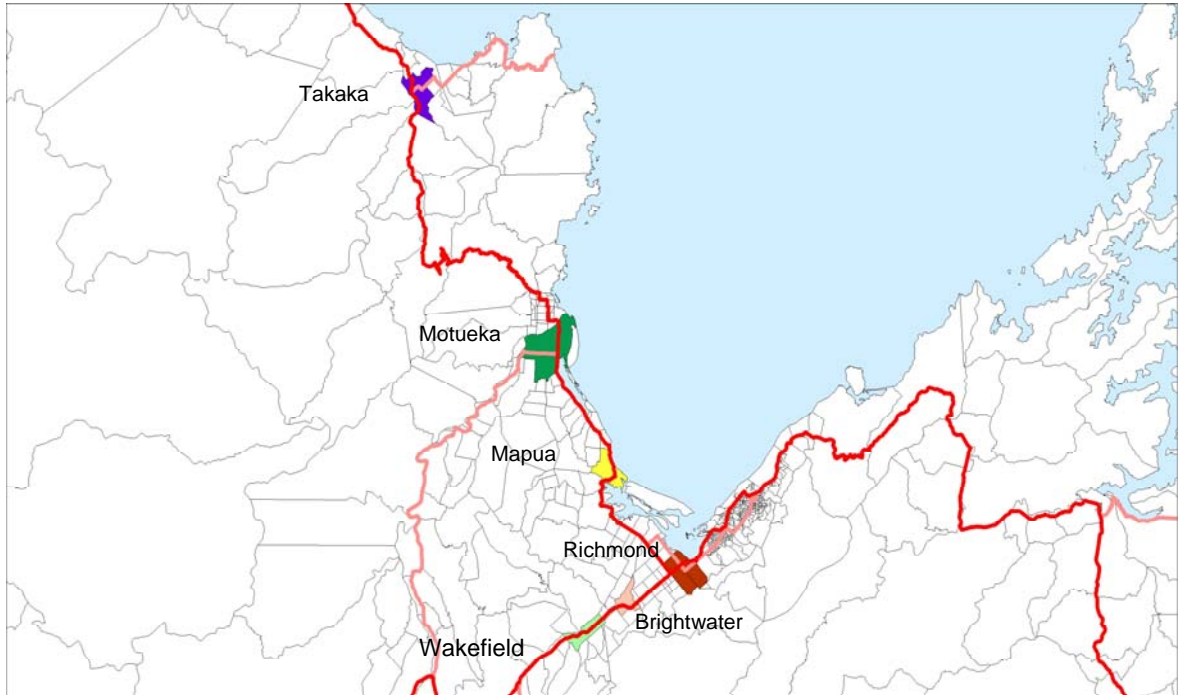 Takaka
Motueka
Mapua
Richmond
Brightwater
Wakefield